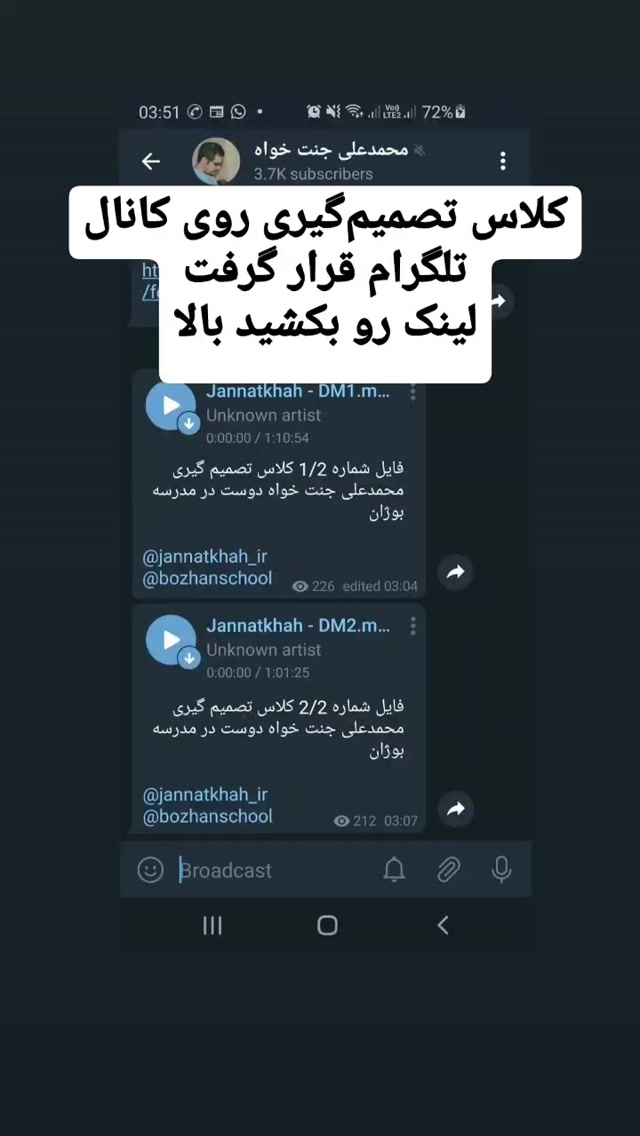 03:51
72%
محمدعلی جنت خواه
3.7K subscribers
کلاس تصمیم‌گیری روی کانال
تلگرام قرار گرفت
لینک رو بکشید بالا
Jannatkhah - DM1.m...
Unknown artist
0:00:00 / 1:10:54
فایل شماره 1/2 کلاس تصمیم گیری
محمدعلی جنت خواه دوست در مدرسه
بوژان
@jannatkhah_ir
@bozhanschool
226 edited 03:04
Jannatkhah - DM2.m...
Unknown artist
0:00:00 / 1:01:25
فایل شماره 2/2 کلاس تصمیم گیری
محمدعلی جنت خواه دوست در مدرسه
بوژان
@jannatkhah_ir
@bozhanschool
212 03:07
Broadcast